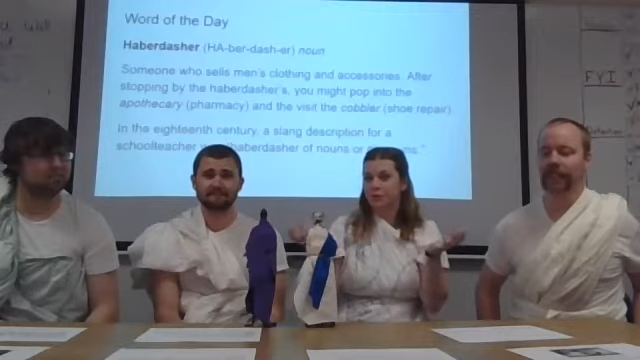 Word of the Day
Haberdasher (HA-ber-dash-er) noun
Someone who sells men's clothing and accessories. After
stopping by the haberdasher's, you might pop into the
apothecary (pharmacy) and the visit the cobbler (shoe repair)
In the eighteenth century, a slang description for a
schoolteacher haberdasher of nouns or
FYI